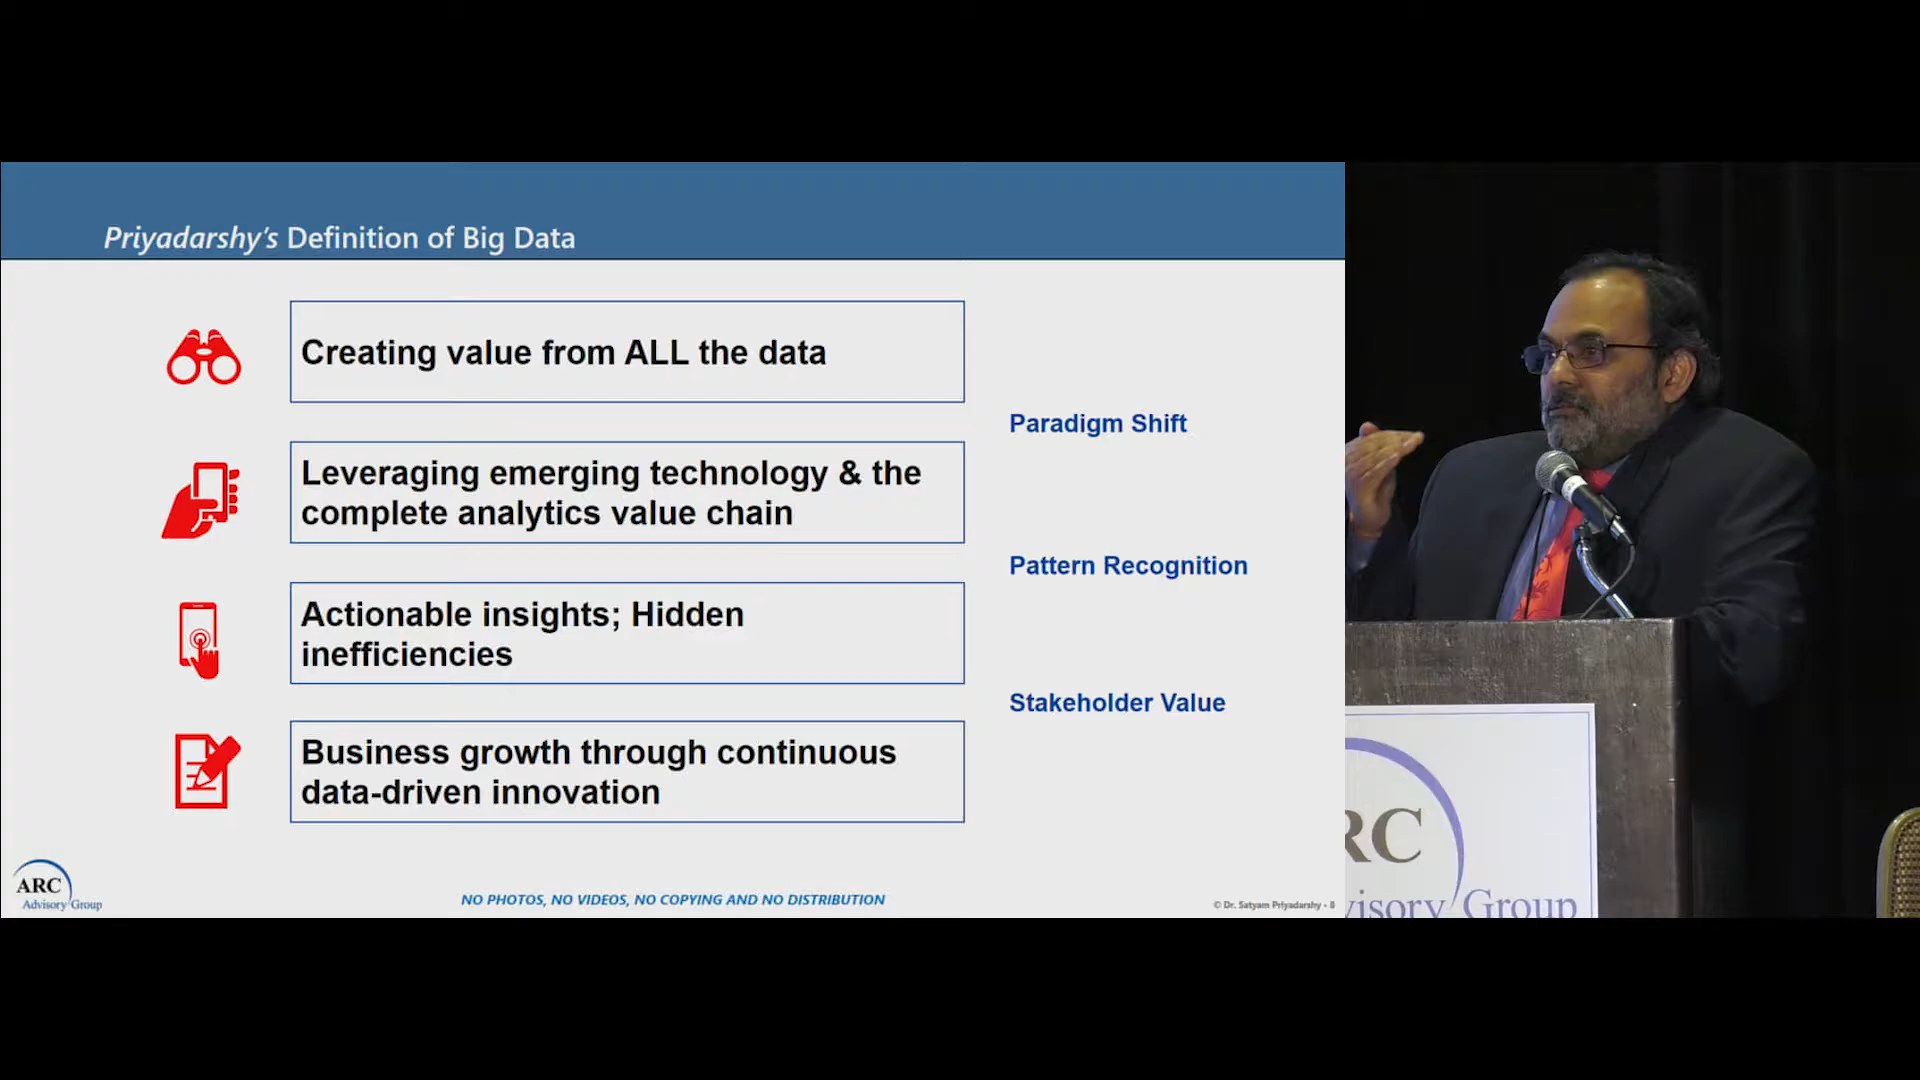 Priyadarshy's Definition of Big Data
Creating value from ALL the data
Paradigm Shift
Leveraging emerging technology & the
complete analytics value chain
Pattern Recognition
Actionable insights; Hidden
inefficiencies
Stakeholder Value
Business growth through continuous
data-driven innovation
ARC
Advisory Group
NO PHOTOS, NO VIDEOS, NO COPYING AND NO DISTRIBUTION
© Dr. Satyam Priyadarshy - 8
RC
visory Group